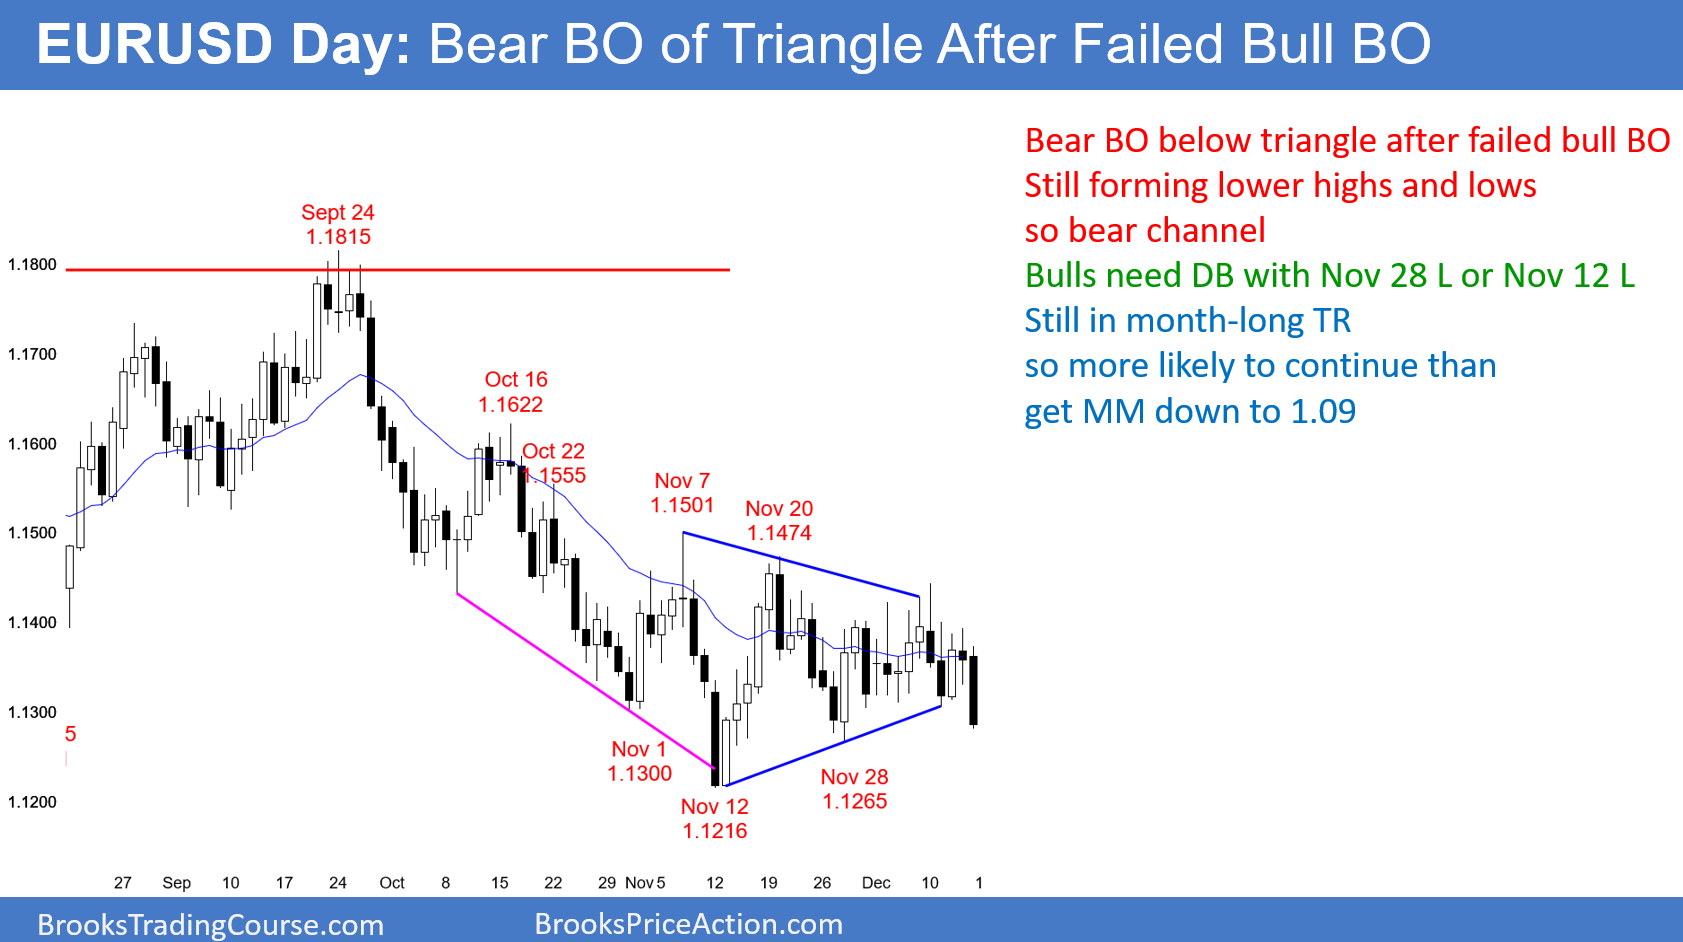 EURUSD Day: Bear BO of Triangle After Failed Bull BO
Bear BO below triangle after failed bull BO
Still forming lower highs and lows
so bear channel
Bulls need DB with Nov 28 L or Nov 12 L
Still in month-long TR
so more likely to continue than
get MM down to 1.09
Sept 24
1.1815
Oct 16
1.1622
Oct 22
1.1555
Nov 7
1.1501
Nov 20
1.1474
Nov 1
1.1300
Nov 12
1.1216
Nov 28
1.1265
5
1.1800
1.1700
1.1600
1.1500
1.1400
1.1300
1.1200
27 Sep 10 17 24 Oct 8 15 22 29 Nov 5 12 19 26 Dec 10 1
BrooksTradingCourse.com BrooksPriceAction.com